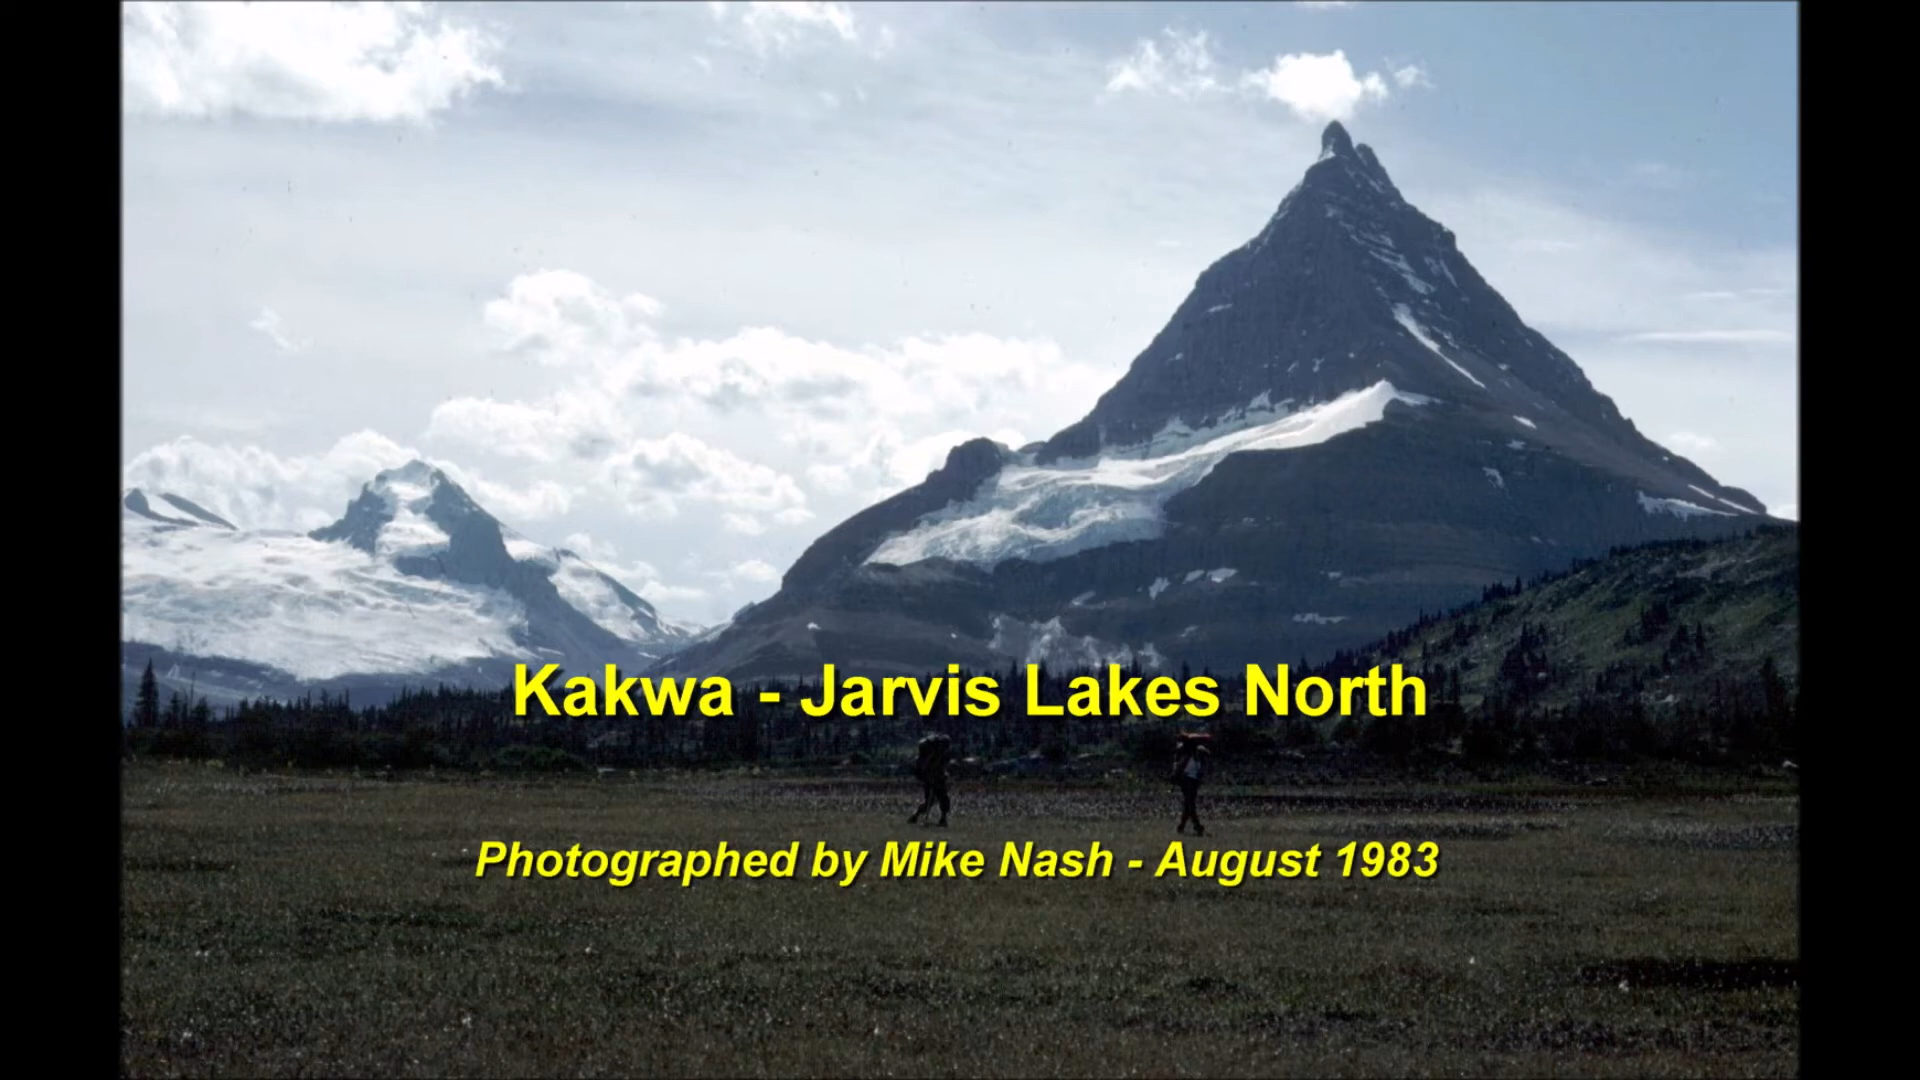 Kakwa - Jarvis Lakes North
Photographed by Mike Nash - August 1983